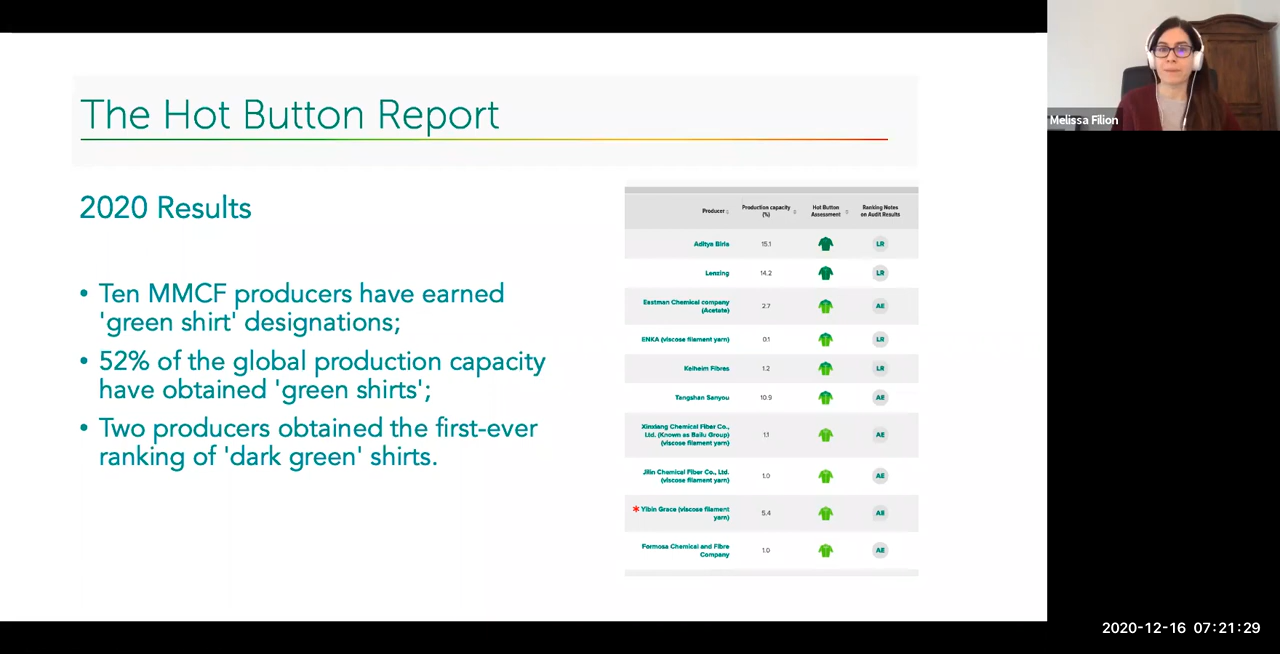 The Hot Button Report
2020 Results
• Ten MMCF producers have earned
'green shirt' designations;
• 52% of the global production capacity
have obtained 'green shirts';
• Two producers obtained the first-ever
ranking of 'dark green' shirts.
Producer
Production capacity
(%)
Hot Button
Assessment
Ranking Notes
on Audit Results
Aditya Birla 15.1 LR
Lenzing 14.2 LR
Eastman Chemical company
(Acetate) 2.7 AE
ENKA (viscose filament yarn) 0.1 LR
Kelheim Fibres 1.2 LR
Tangshan Sanyou 10.9 AE
Xinxiang Chemical Fiber Co.,
Ltd. (Known as Bailu Group)
(viscose filament yarn) 1.1 AE
Jilin Chemical Fiber Co., Ltd.
(viscose filament yarn) 1.0 AE
* Yibin Grace (viscose filament
yarn) 5.4 AII
Formosa Chemical and Fibre
Company 1.0 AE
Melissa Filion
2020-12-16 07:21:29